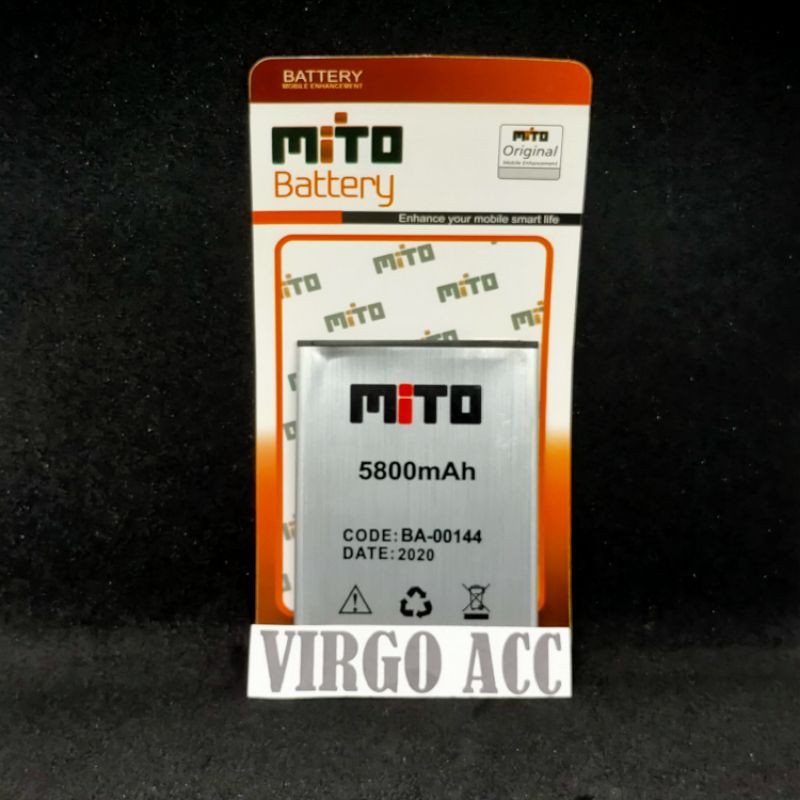 BATTERY
MOBILE ENHANCEMENT
MiTO
Battery
MiTO
Original
Mobile Enhancement
Enhance your mobile smart life
MiTO
MiTO
MiTO
MiTO
MiTO
MiTO
5800mAh
CODE: BA-00144
DATE: 2020
VIRGO ACC